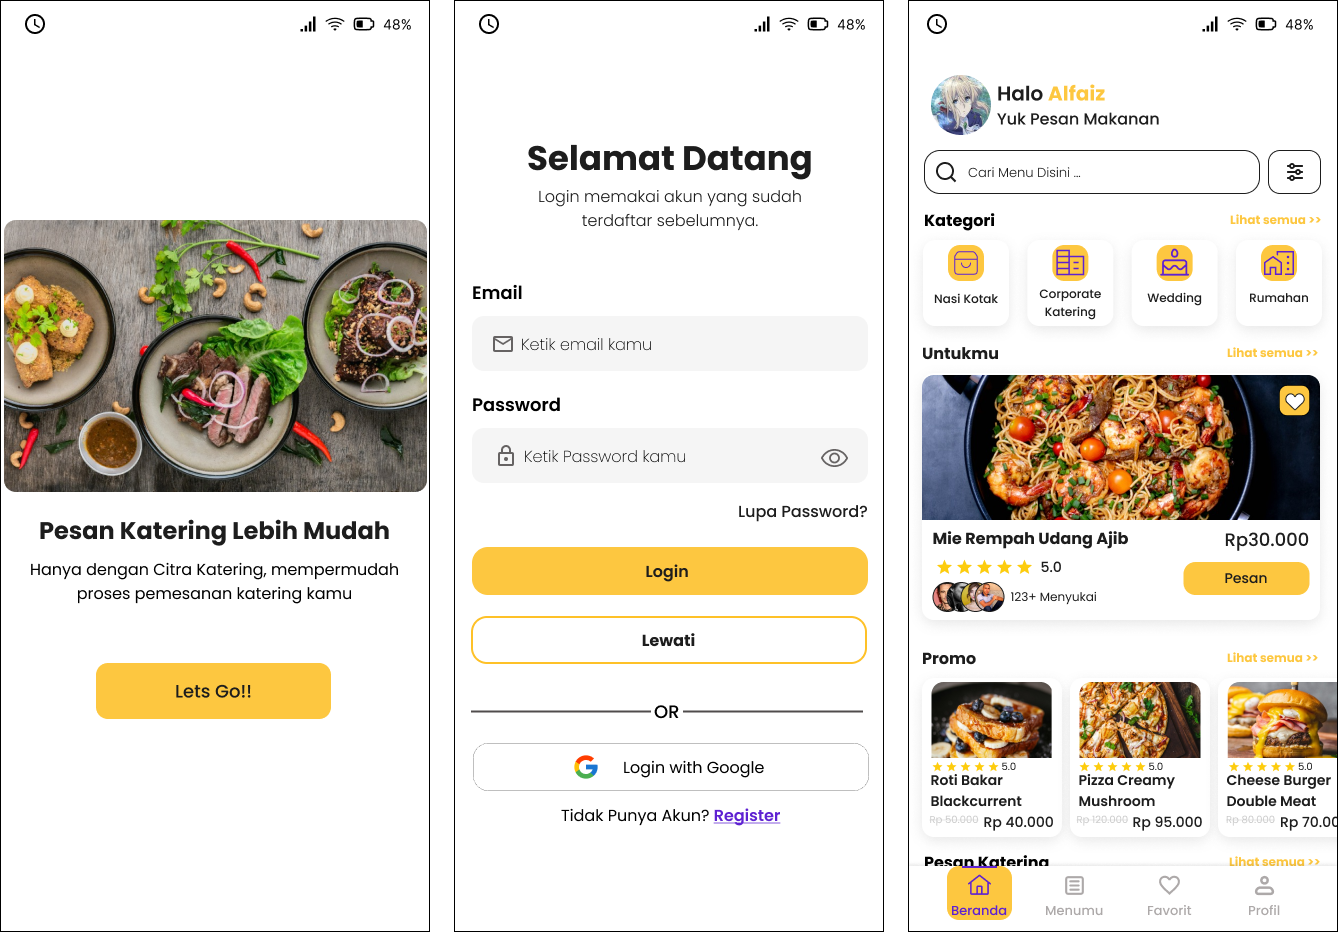 48%
Pesan Katering Lebih Mudah
Hanya dengan Citra Katering, mempermudah
proses pemesanan katering kamu
Lets Go!!
48%
Selamat Datang
Login memakai akun yang sudah
terdaftar sebelumnya.
Email
Ketik email kamu
Password
Ketik Password kamu
Lupa Password?
Login
Lewati
OR
Login with Google
Tidak Punya Akun? Register
48%
Halo Alfaiz
Yuk Pesan Makanan
Cari Menu Disini ...
Kategori Lihat semua >>
Nasi Kotak
Corporate
Katering
Wedding
Rumahan
Untukmu Lihat semua >>
Mie Rempah Udang Ajib Rp30.000
5.0
Pesan
123+ Menyukai
Promo Lihat semua >>
5.0
Roti Bakar
Blackcurrent
Rp 50.000 Rp 40.000
5.0
Pizza Creamy
Mushroom
Rp 120.000 Rp 95.000
5.0
Cheese Burger
Double Meat
Rp 80.000 Rp 70.00
Pesan Katering Lihat semua >>
Beranda
Menumu
Favorit
Profil